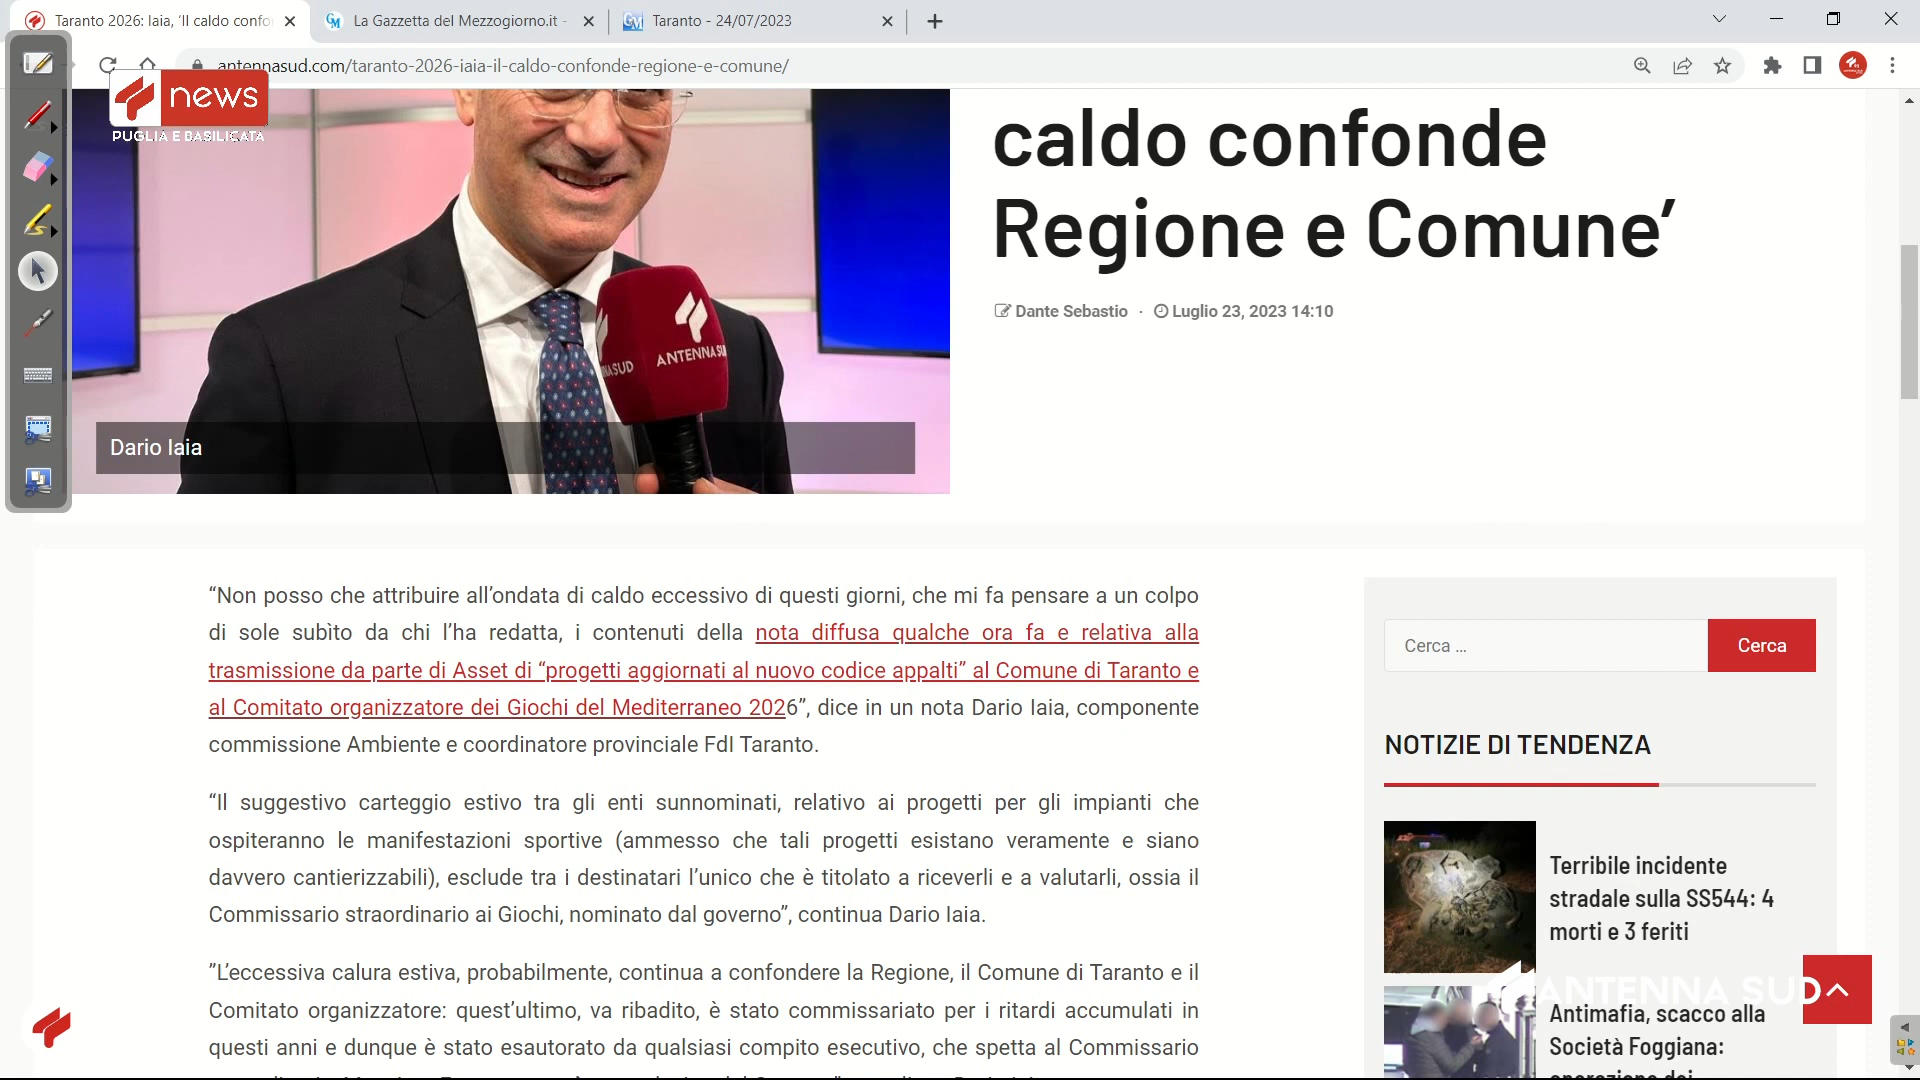 Taranto 2026: Iaia, 'Il caldo confo
La Gazzetta del Mezzogiorno.it -
Taranto - 24/07/2023
antennasud.com/taranto-2026-iaia-il-caldo-confonde-regione-e-comune/
news
PUGLIA E BASILICATA
caldo confonde
Regione e Comune’
Dante Sebastio · Luglio 23, 2023 14:10
ANTENNA SU
NASUD
Dario Iaia
“Non posso che attribuire all’ondata di caldo eccessivo di questi giorni, che mi fa pensare a un colpo
di sole subìto da chi l’ha redatta, i contenuti della nota diffusa qualche ora fa e relativa alla
trasmissione da parte di Asset di “progetti aggiornati al nuovo codice appalti” al Comune di Taranto e
al Comitato organizzatore dei Giochi del Mediterraneo 2026”, dice in un nota Dario Iaia, componente
commissione Ambiente e coordinatore provinciale FdI Taranto.
“Il suggestivo carteggio estivo tra gli enti sunnominati, relativo ai progetti per gli impianti che
ospiteranno le manifestazioni sportive (ammesso che tali progetti esistano veramente e siano
davvero cantierizzabili), esclude tra i destinatari l’unico che è titolato a riceverli e a valutarli, ossia il
Commissario straordinario ai Giochi, nominato dal governo”, continua Dario Iaia.
”L’eccessiva calura estiva, probabilmente, continua a confondere la Regione, il Comune di Taranto e il
Comitato organizzatore: quest’ultimo, va ribadito, è stato commissariato per i ritardi accumulati in
questi anni e dunque è stato esautorato da qualsiasi compito esecutivo, che spetta al Commissario
Cerca …
Cerca
NOTIZIE DI TENDENZA
Terribile incidente
stradale sulla SS544: 4
morti e 3 feriti
ANTENNA SUD
Antimafia, scacco alla
Società Foggiana: